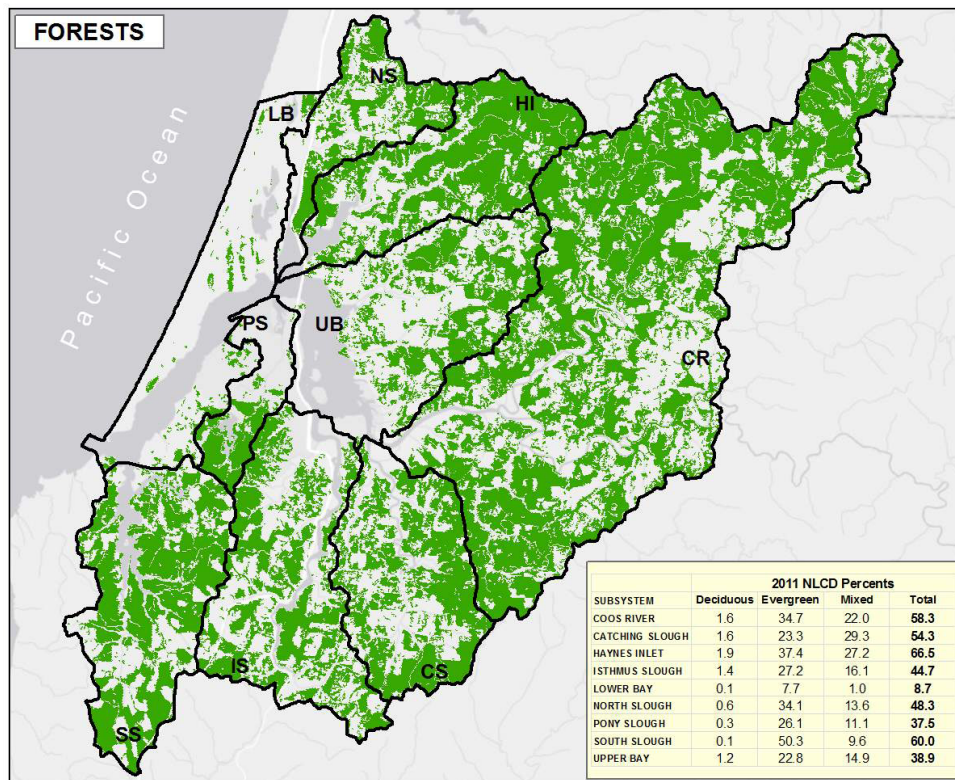 FORESTS
NS
HI
LB
Pacific Ocean
PS
UB
CR
IS
CS
SS
2011 NLCD Percents
SUBSYSTEM Deciduous Evergreen Mixed Total
COOS RIVER 1.6 34.7 22.0 58.3
CATCHING SLOUGH 1.6 23.3 29.3 54.3
HAYNES INLET 1.9 37.4 27.2 66.5
ISTHMUS SLOUGH 1.4 27.2 16.1 44.7
LOWER BAY 0.1 7.7 1.0 8.7
NORTH SLOUGH 0.6 34.1 13.6 48.3
PONY SLOUGH 0.3 26.1 11.1 37.5
SOUTH SLOUGH 0.1 50.3 9.6 60.0
UPPER BAY 1.2 22.8 14.9 38.9